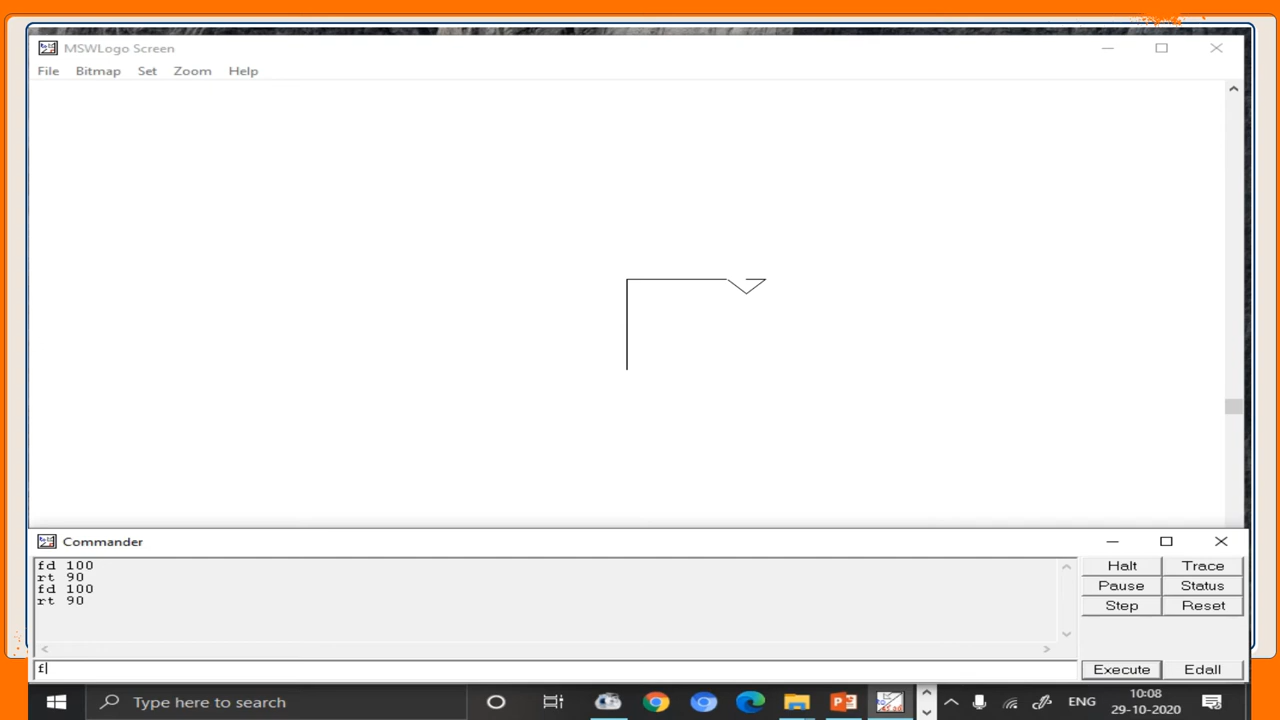 MSWLogo Screen
File Bitmap Set Zoom Help
Commander
fd 100
rt 90
fd 100
rt 90
Halt Trace
Pause Status
Step Reset
f
Execute Edall
Type here to search
ENG
10:08
29-10-2020